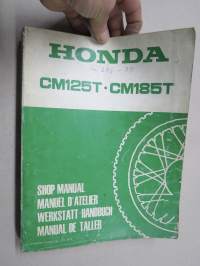 HONDA
CM125T · CM185T
SHOP MANUAL
MANUEL D'ATELIER
WERKSTATT-HANDBUCH
MANUAL DE TALLER